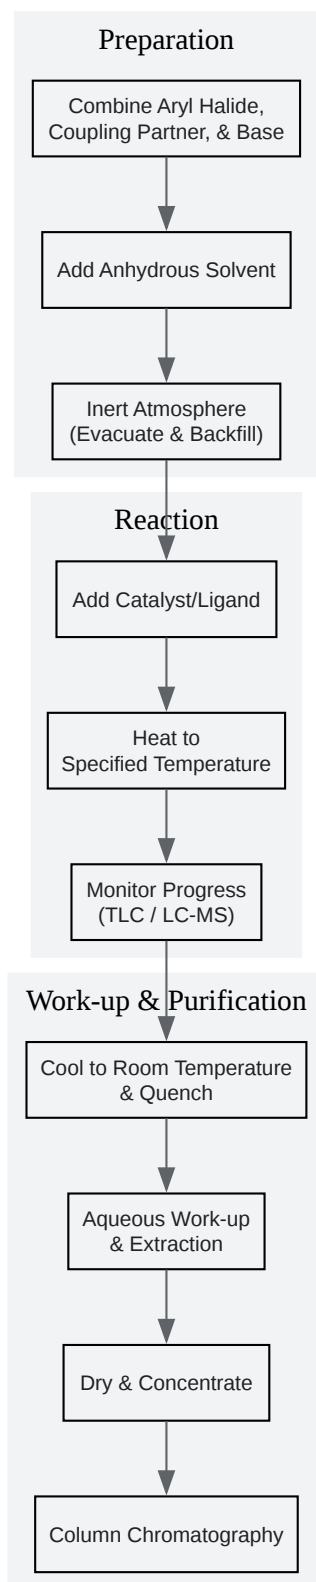 Preparation
Combine Aryl Halide,
Coupling Partner, & Base
Add Anhydrous Solvent
Inert Atmosphere
(Evacuate & Backfill)
Reaction
Add Catalyst/Ligand
Heat to
Specified Temperature
Monitor Progress
(TLC / LC-MS)
Work-up & Purification
Cool to Room Temperature
& Quench
Aqueous Work-up
& Extraction
Dry & Concentrate
Column Chromatography